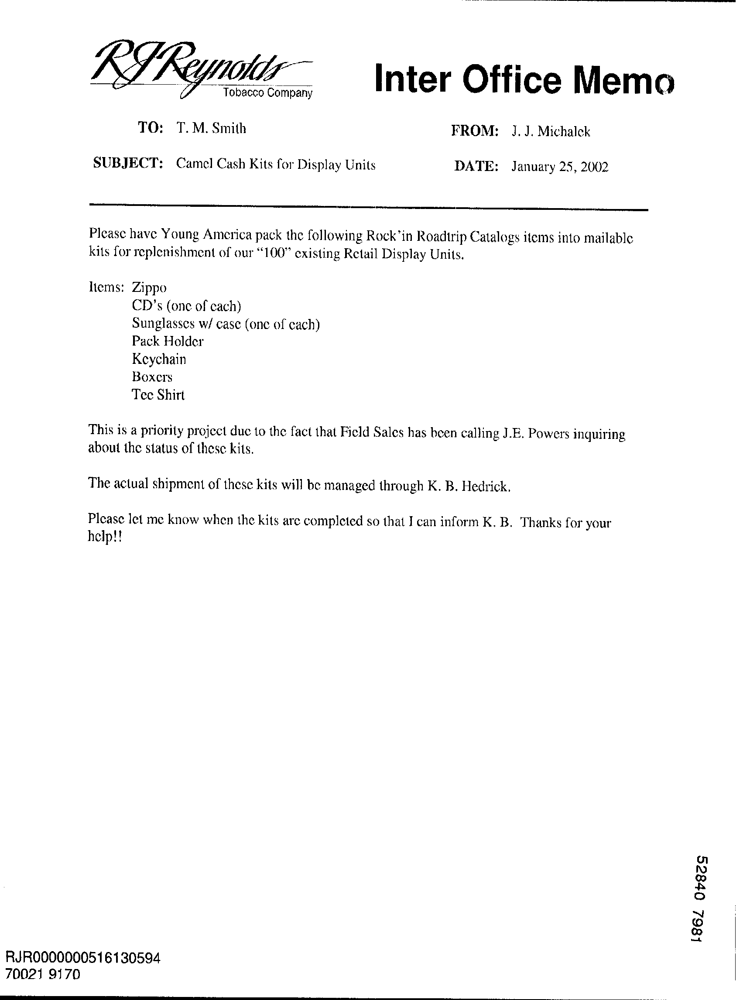 RJReynolds
Tobacco Company
Inter Office Memo
TO: T. M. Smith
FROM: J. J. Michalek
SUBJECT: Camel Cash Kits for Display Units
DATE: January 25, 2002
Please have Young America pack the following Rock'in Roadtrip Catalogs items into mailable
kits for replenishment of our "100" existing Retail Display Units.
Items: Zippo
CD's (one of each)
Sunglasses w/ case (one of each)
Pack Holder
Keychain
Boxers
Tee Shirt
This is a priority project due to the fact that Field Sales has been calling J.E. Powers inquiring
about the status of these kits.
The actual shipment of these kits will be managed through K. B. Hedrick.
Please let me know when the kits are completed so that I can inform K. B. Thanks for your
help!!
52840 7981
RJR0000000516130594
70021 9170